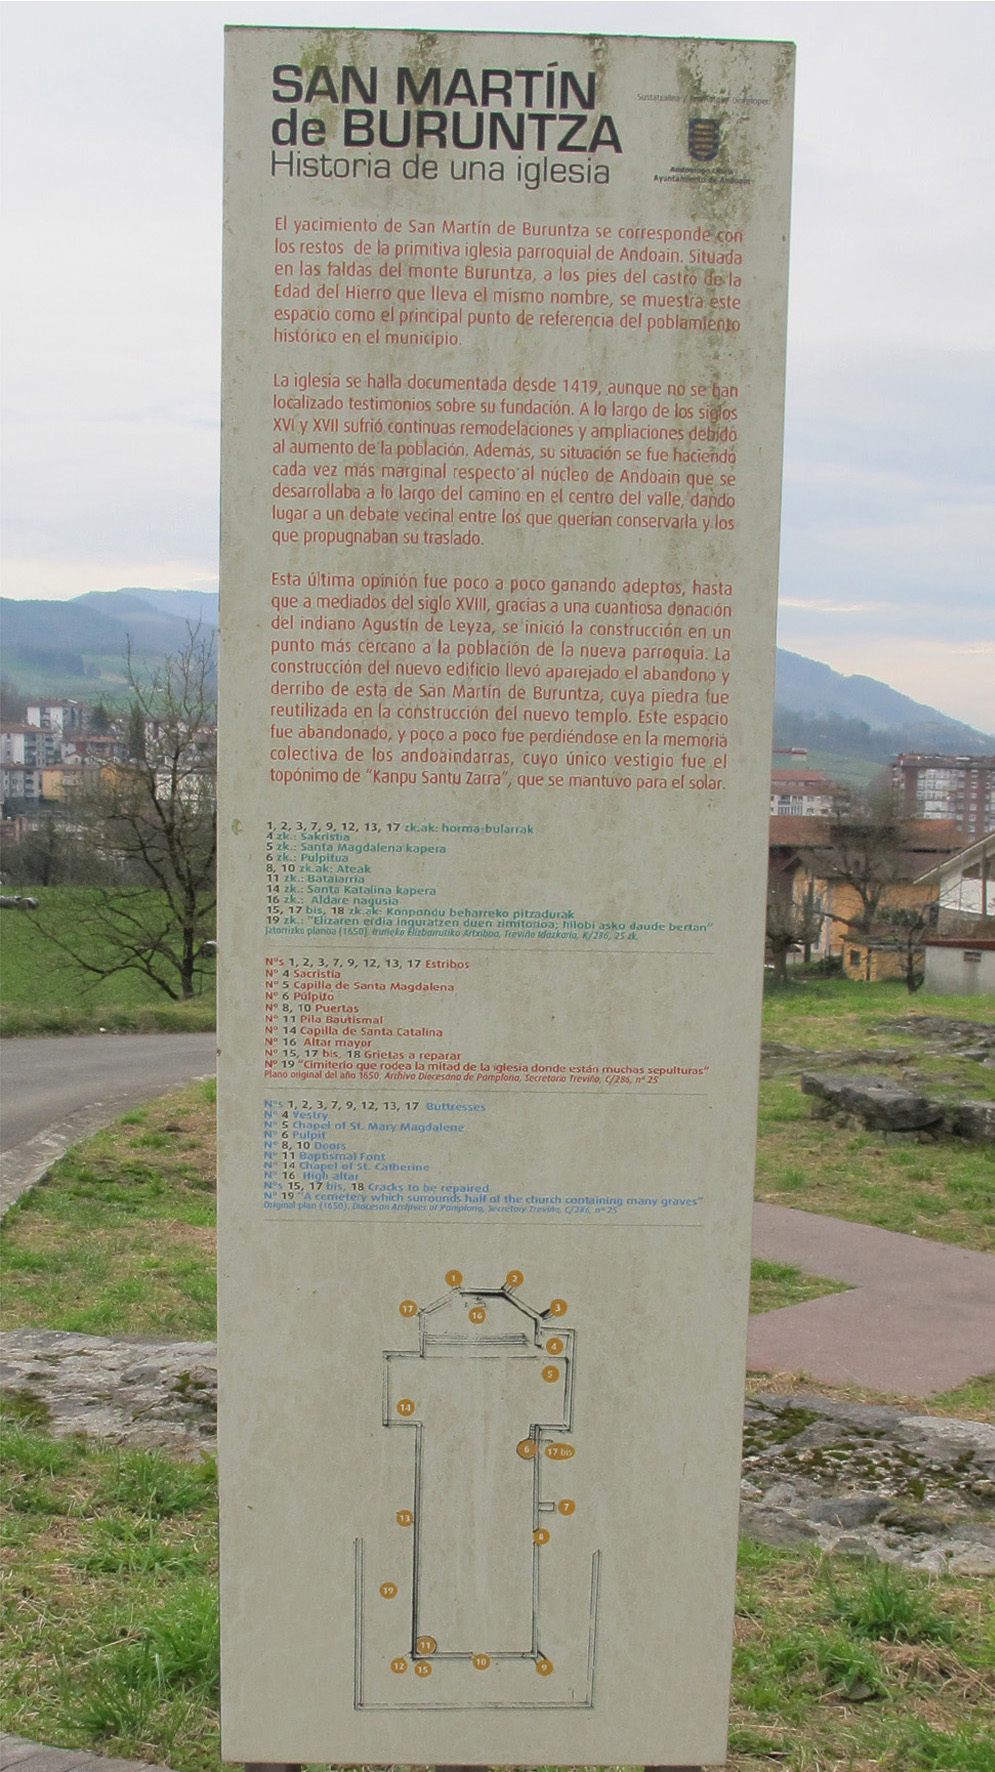 SAN MARTÍN
de BURUNTZA
Historia de una iglesia
Sustatzailea /
Ayuntamiento de Andoain
El yacimiento de San Martín de Buruntza se corresponde con
los restos de la primitiva iglesia parroquial de Andoain. Situada
en las faldas del monte Buruntza, a los pies del castro de la
Edad del Hierro que lleva el mismo nombre, se muestra este
espacio como el principal punto de referencia del poblamiento
histórico en el municipio.
La iglesia se halla documentada desde 1419, aunque no se han
localizado testimonios sobre su fundación. A lo largo de los siglos
XVI y XVII sufrió continuas remodelaciones y ampliaciones debido
al aumento de la población. Además, su situación se fue haciendo
cada vez más marginal respecto al núcleo de Andoain que se
desarrollaba a lo largo del camino en el centro del valle, dando
lugar a un debate vecinal entre los que querían conservarla y los
que propugnaban su traslado.
Esta última opinión fue poco a poco ganando adeptos, hasta
que a mediados del siglo XVIII, gracias a una cuantiosa donación
del indiano Agustín de Leyza, se inició la construcción en un
punto más cercano a la población de la nueva parroquia. La
construcción del nuevo edificio llevó aparejado el abandono y
derribo de esta de San Martín de Buruntza, cuya piedra fue
reutilizada en la construcción del nuevo templo. Este espacio
fue abandonado, y poco a poco fue perdiéndose en la memoria
colectiva de los andoaindarras, cuyo único vestigio fue el
topónimo de "Kanpu Santu Zarra", que se mantuvo para el solar.
1, 2, 3, 7, 9, 12, 13, 17 zk.ak: horma-bularrak
4 zk.: Sakristia
5 zk.: Santa Magdalena kapera
6 zk.: Pulpitua
8, 10 zk.ak: Ateak
11 zk.: Bataiarria
14 zk.: Santa Katalina kapera
16 zk.: Aldare nagusia
15, 17 bis, 18 zk.ak: Konpondu beharreko pitzadurak
19 zk.: "Elizaren erdia inguratzen duen zimitorioa; hilobi asko daude bertan"
Jatorrizko planoa (1650). Iruñeko Elizbarrutiko Artxiboa, Treviño Idazkaria, K/286, 25 zk.
Nºs 1, 2, 3, 7, 9, 12, 13, 17 Estribos
Nº 4 Sacristía
Nº 5 Capilla de Santa Magdalena
Nº 6 Púlpito
Nº 8, 10 Puertas
Nº 11 Pila Bautismal
Nº 14 Capilla de Santa Catalina
Nº 16 Altar mayor
Nº 15, 17 bis, 18 Grietas a reparar
Nº 19 "Cimiterio que rodea la mitad de la iglesia donde están muchas sepulturas"
Plano original del año 1650. Archivo Diocesano de Pamplona, Secretario Treviño, C/286, nº 25
Nºs 1, 2, 3, 7, 9, 12, 13, 17 Buttresses
Nº 4 Vestry
Nº 5 Chapel of St. Mary Magdalene
Nº 6 Pulpit
Nº 8, 10 Doors
Nº 11 Baptismal Font
Nº 14 Chapel of St. Catherine
Nº 16 High altar
Nºs 15, 17 bis, 18 Cracks to be repaired
Nº 19 "A cemetery which surrounds half of the church containing many graves"
Original plan (1650). Diocesan Archives of Pamplona, Secretary Treviño, C/286, nº 25
1 2
17 16 3
4
5
14
6 17 bis
7
13
8
19
11
12 15 10 9